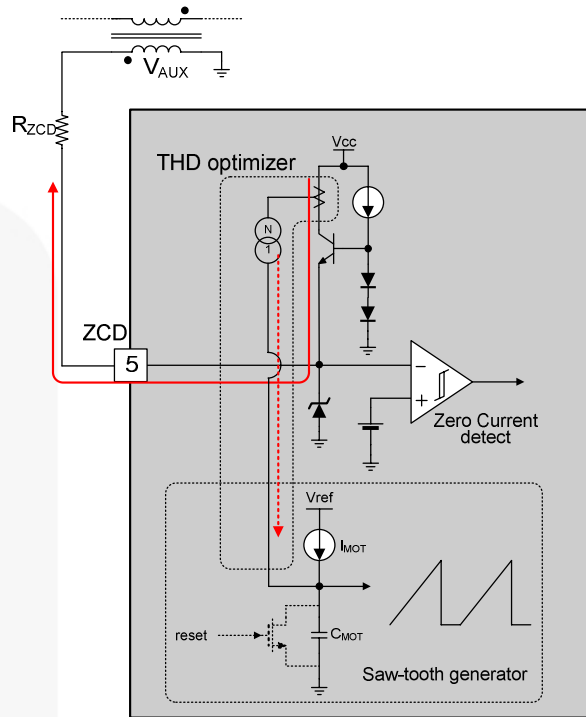 VAUX
RZCD
THD optimizer
Vcc
N
1
ZCD
5
Zero Current
detect
Vref
IMOT
reset
CMOT
Saw-tooth generator